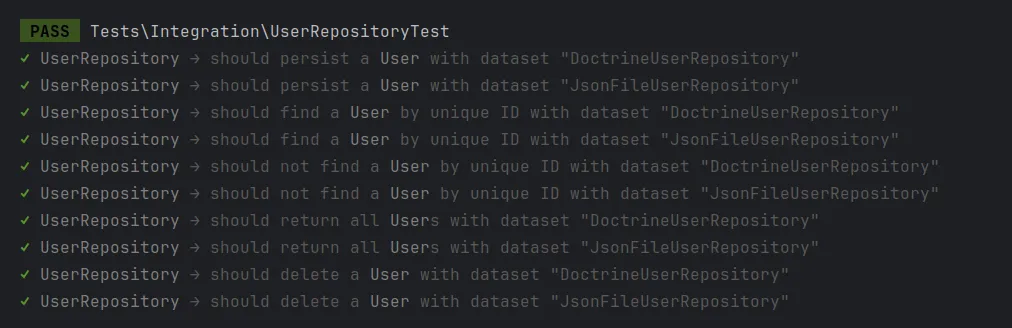 PASS Tests\Integration\UserRepositoryTest
✓ UserRepository → should persist a User with dataset "DoctrineUserRepository"
✓ UserRepository → should persist a User with dataset "JsonFileUserRepository"
✓ UserRepository → should find a User by unique ID with dataset "DoctrineUserRepository"
✓ UserRepository → should find a User by unique ID with dataset "JsonFileUserRepository"
✓ UserRepository → should not find a User by unique ID with dataset "DoctrineUserRepository"
✓ UserRepository → should not find a User by unique ID with dataset "JsonFileUserRepository"
✓ UserRepository → should return all Users with dataset "DoctrineUserRepository"
✓ UserRepository → should return all Users with dataset "JsonFileUserRepository"
✓ UserRepository → should delete a User with dataset "DoctrineUserRepository"
✓ UserRepository → should delete a User with dataset "JsonFileUserRepository"